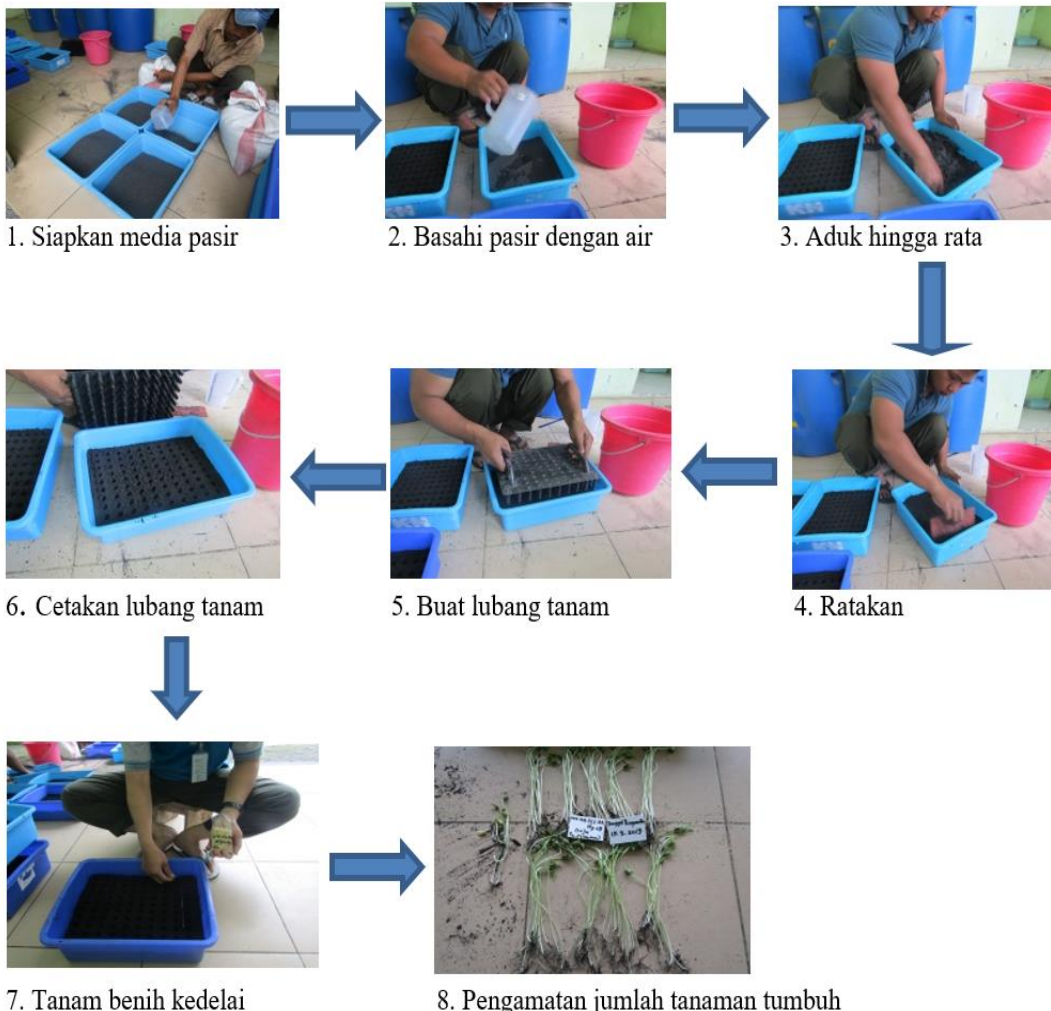 1. Siapkan media pasir
2. Basahi pasir dengan air
3. Aduk hingga rata
4. Ratakan
5. Buat lubang tanam
6. Cetakan lubang tanam
7. Tanam benih kedelai
8. Pengamatan jumlah tanaman tumbuh